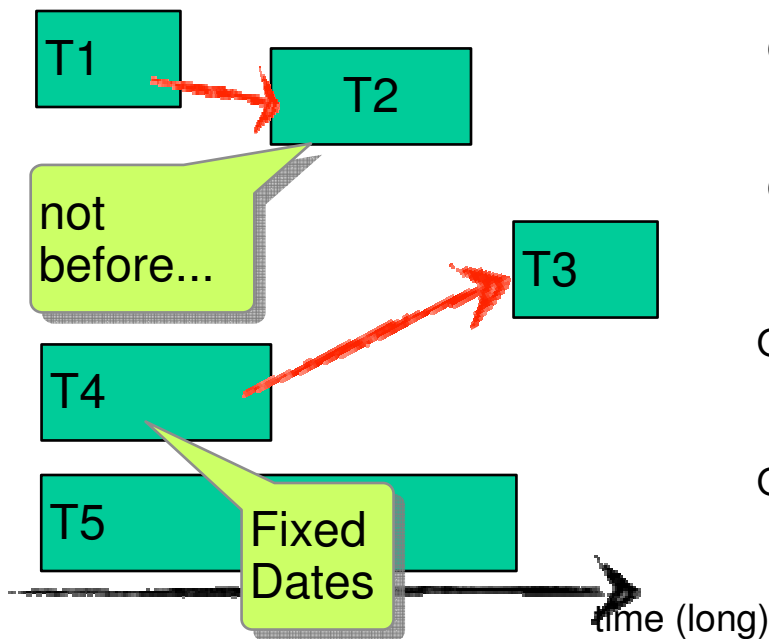 T1
T2
not
before...
T3
T4
T5
Fixed
Dates
time (long)